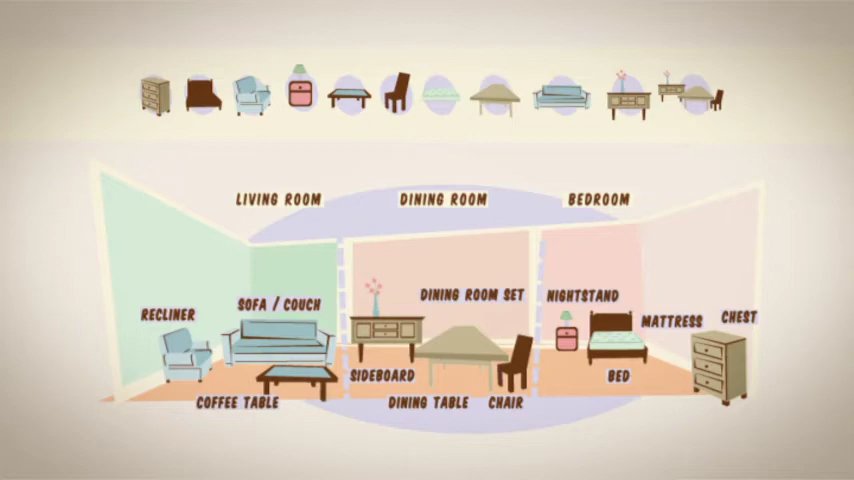 LIVING ROOM
DINING ROOM
BEDROOM
RECLINER
SOFA / COUCH
DINING ROOM SET
NIGHTSTAND
MATTRESS
CHEST
COFFEE TABLE
SIDEBOARD
DINING TABLE
CHAIR
BED